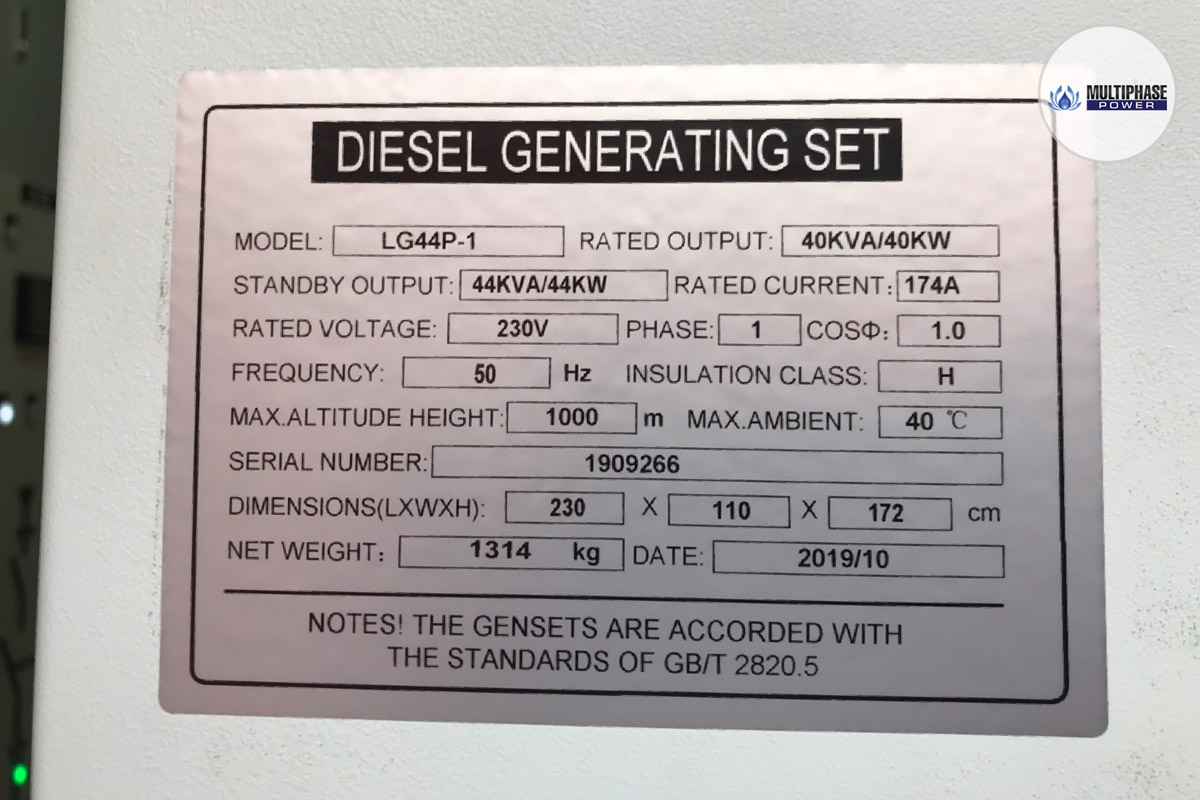 MULTIPHASE
POWER
DIESEL GENERATING SET
MODEL: LG44P-1 RATED OUTPUT: 40KVA/40KW
STANDBY OUTPUT: 44KVA/44KW RATED CURRENT: 174A
RATED VOLTAGE: 230V PHASE: 1 COSΦ: 1.0
FREQUENCY: 50 Hz INSULATION CLASS: H
MAX.ALTITUDE HEIGHT: 1000 m MAX.AMBIENT: 40 ℃
SERIAL NUMBER: 1909266
DIMENSIONS(LXWXH): 230 X 110 X 172 cm
NET WEIGHT: 1314 kg DATE: 2019/10
NOTES! THE GENSETS ARE ACCORDED WITH
THE STANDARDS OF GB/T 2820.5